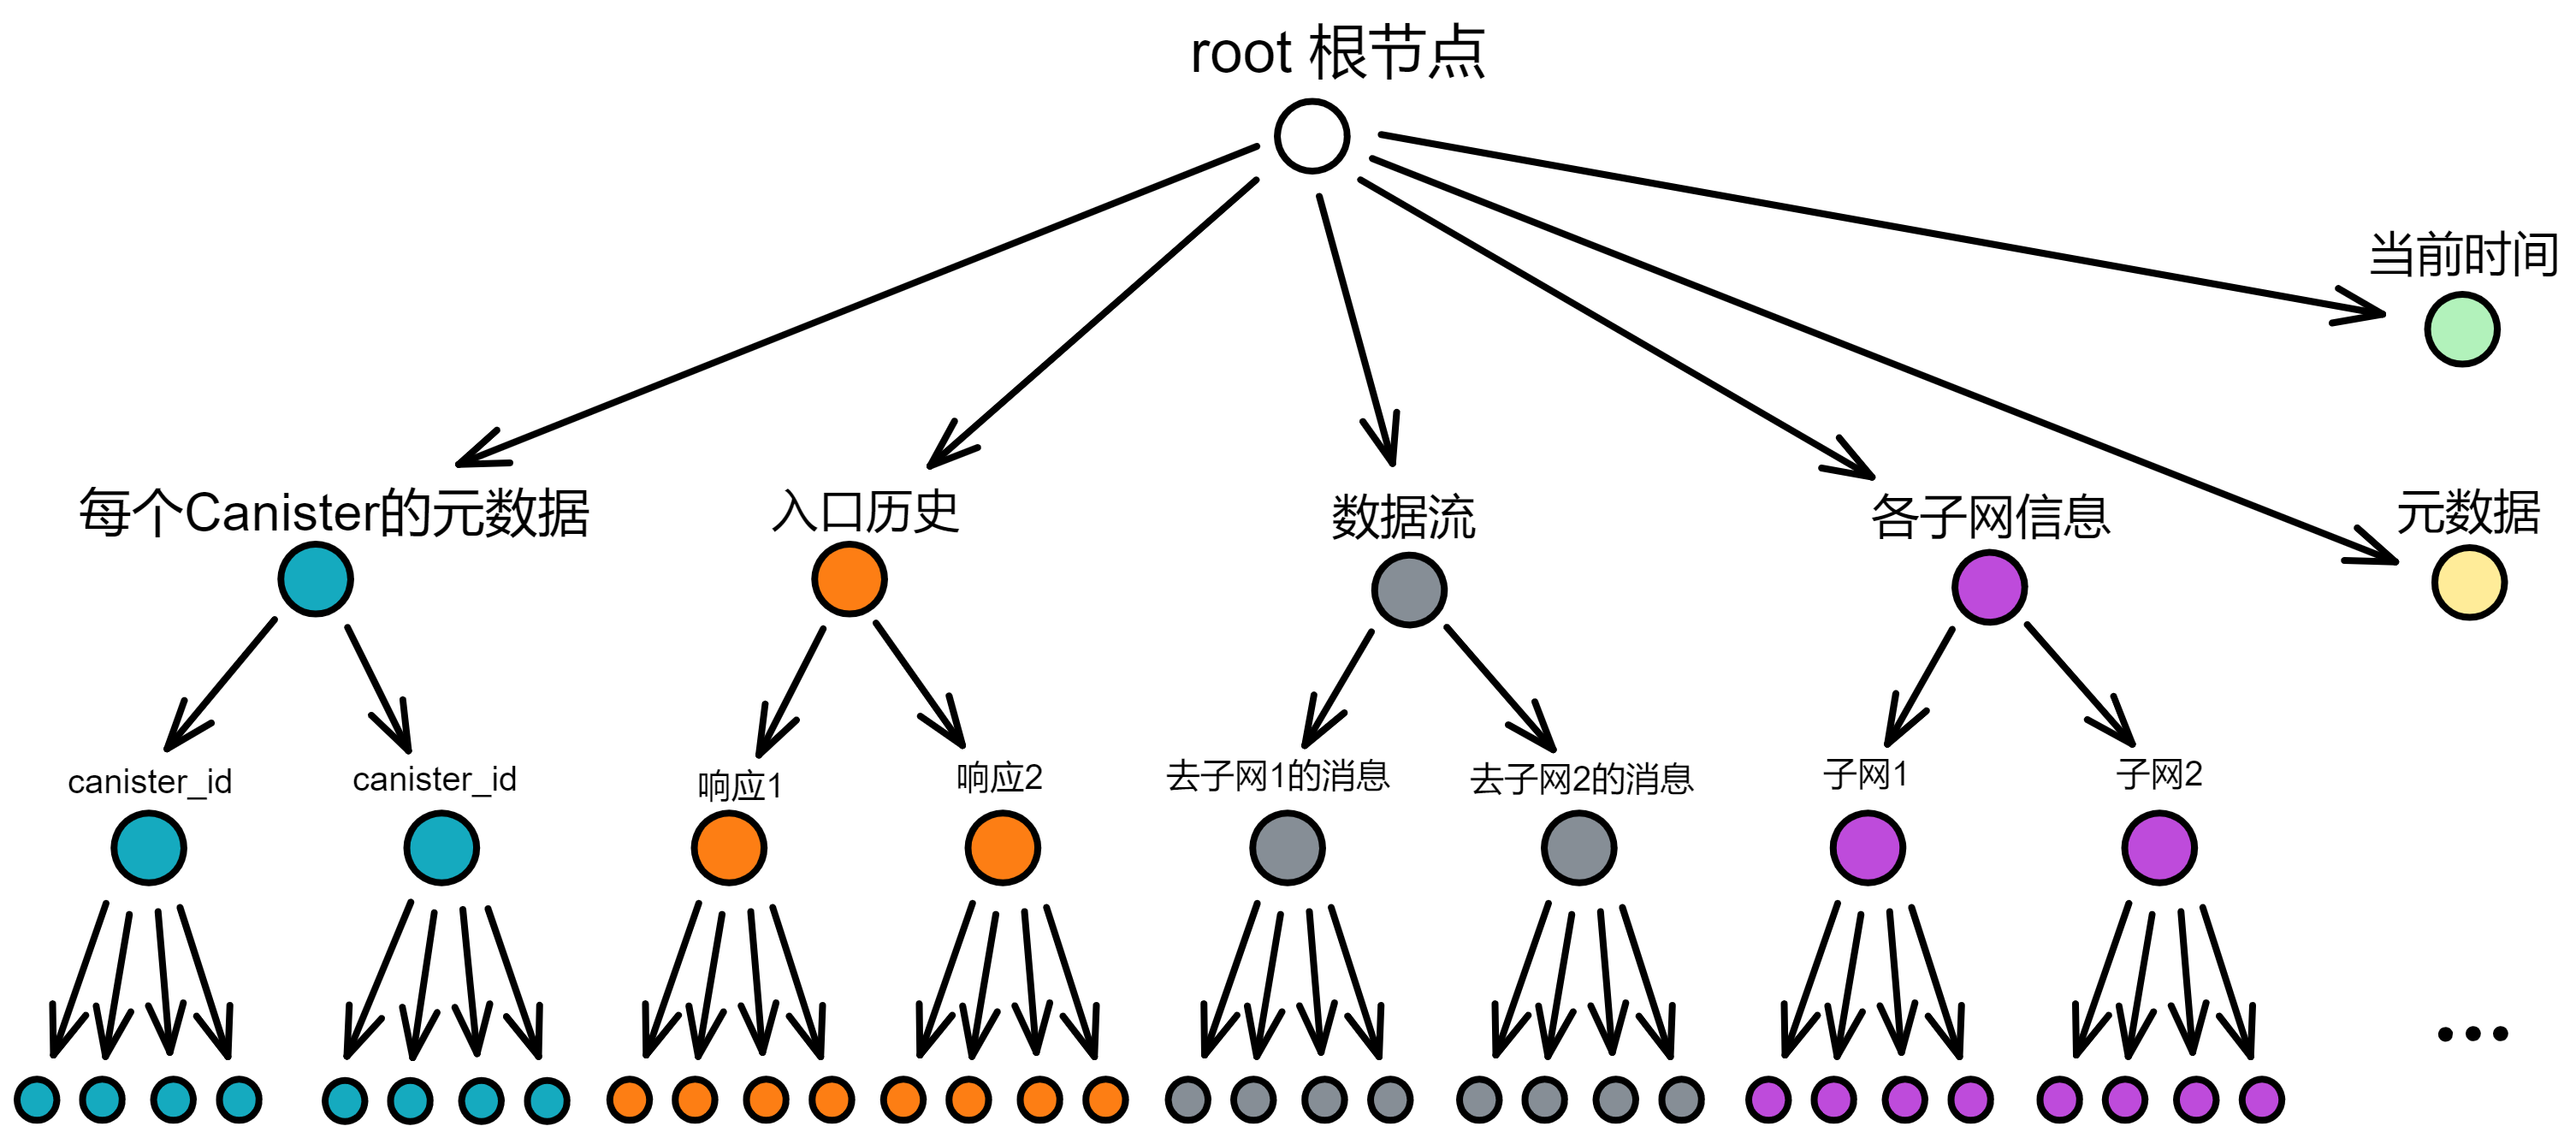 root 根节点
当前时间
每个Canister的元数据
入口历史
数据流
各子网信息
元数据
canister_id
canister_id
响应1
响应2
去子网1的消息
去子网2的消息
子网1
子网2
...